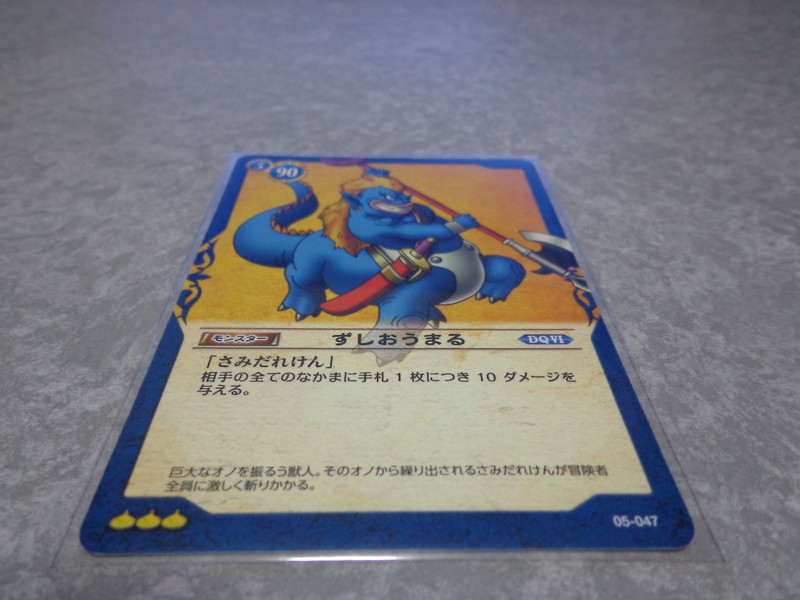 5 90
モンスター ずしおうまる DQVI
「さみだれけん」
相手の全てのなかまに手札 1 枚につき 10 ダメージを
与える。
巨大なオノを振るう獣人。そのオノから繰り出されるさみだれけんが冒険者
全員に激しく斬りかかる。
05-047